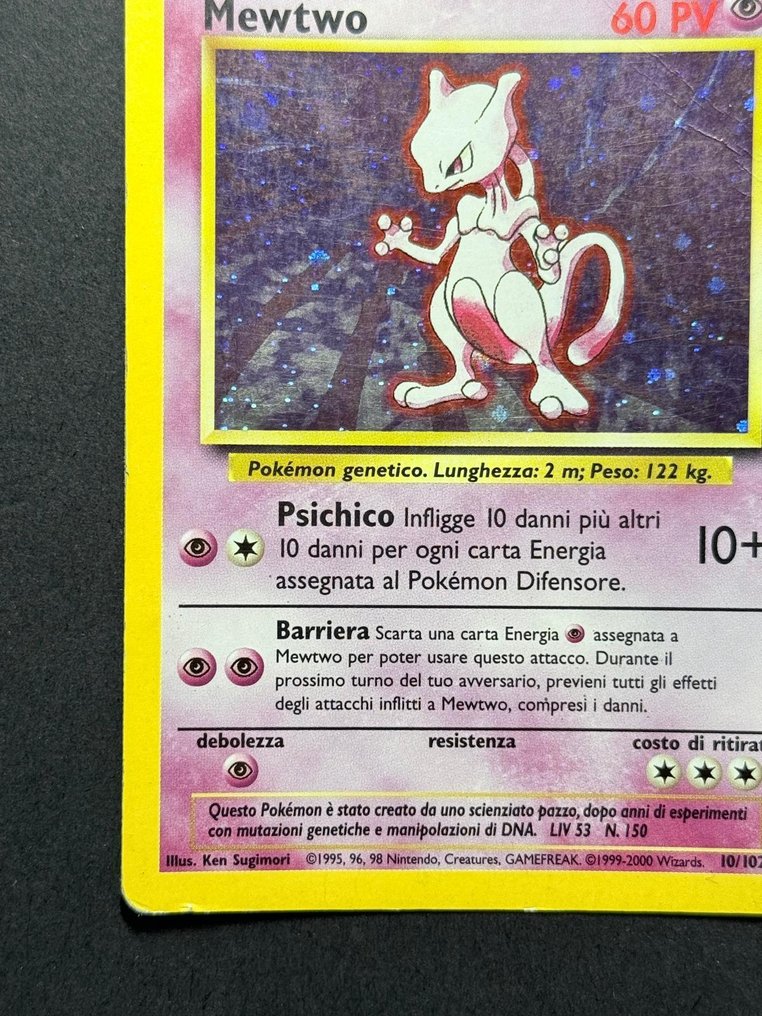 Mewtwo 60 PV
Pokémon genetico. Lunghezza: 2 m; Peso: 122 kg.
Psichico Infligge 10 danni più altri
10 danni per ogni carta Energia
assegnata al Pokémon Difensore.
10+
Barriera Scarta una carta Energia assegnata a
Mewtwo per poter usare questo attacco. Durante il
prossimo turno del tuo avversario, previeni tutti gli effetti
degli attacchi inflitti a Mewtwo, compresi i danni.
debolezza resistenza costo di ritirat
Questo Pokémon è stato creato da uno scienziato pazzo, dopo anni di esperimenti
con mutazioni genetiche e manipolazioni di DNA. LIV 53 N. 150
Illus. Ken Sugimori ©1995, 96, 98 Nintendo, Creatures, GAMEFREAK. ©1999-2000 Wizards. 10/102